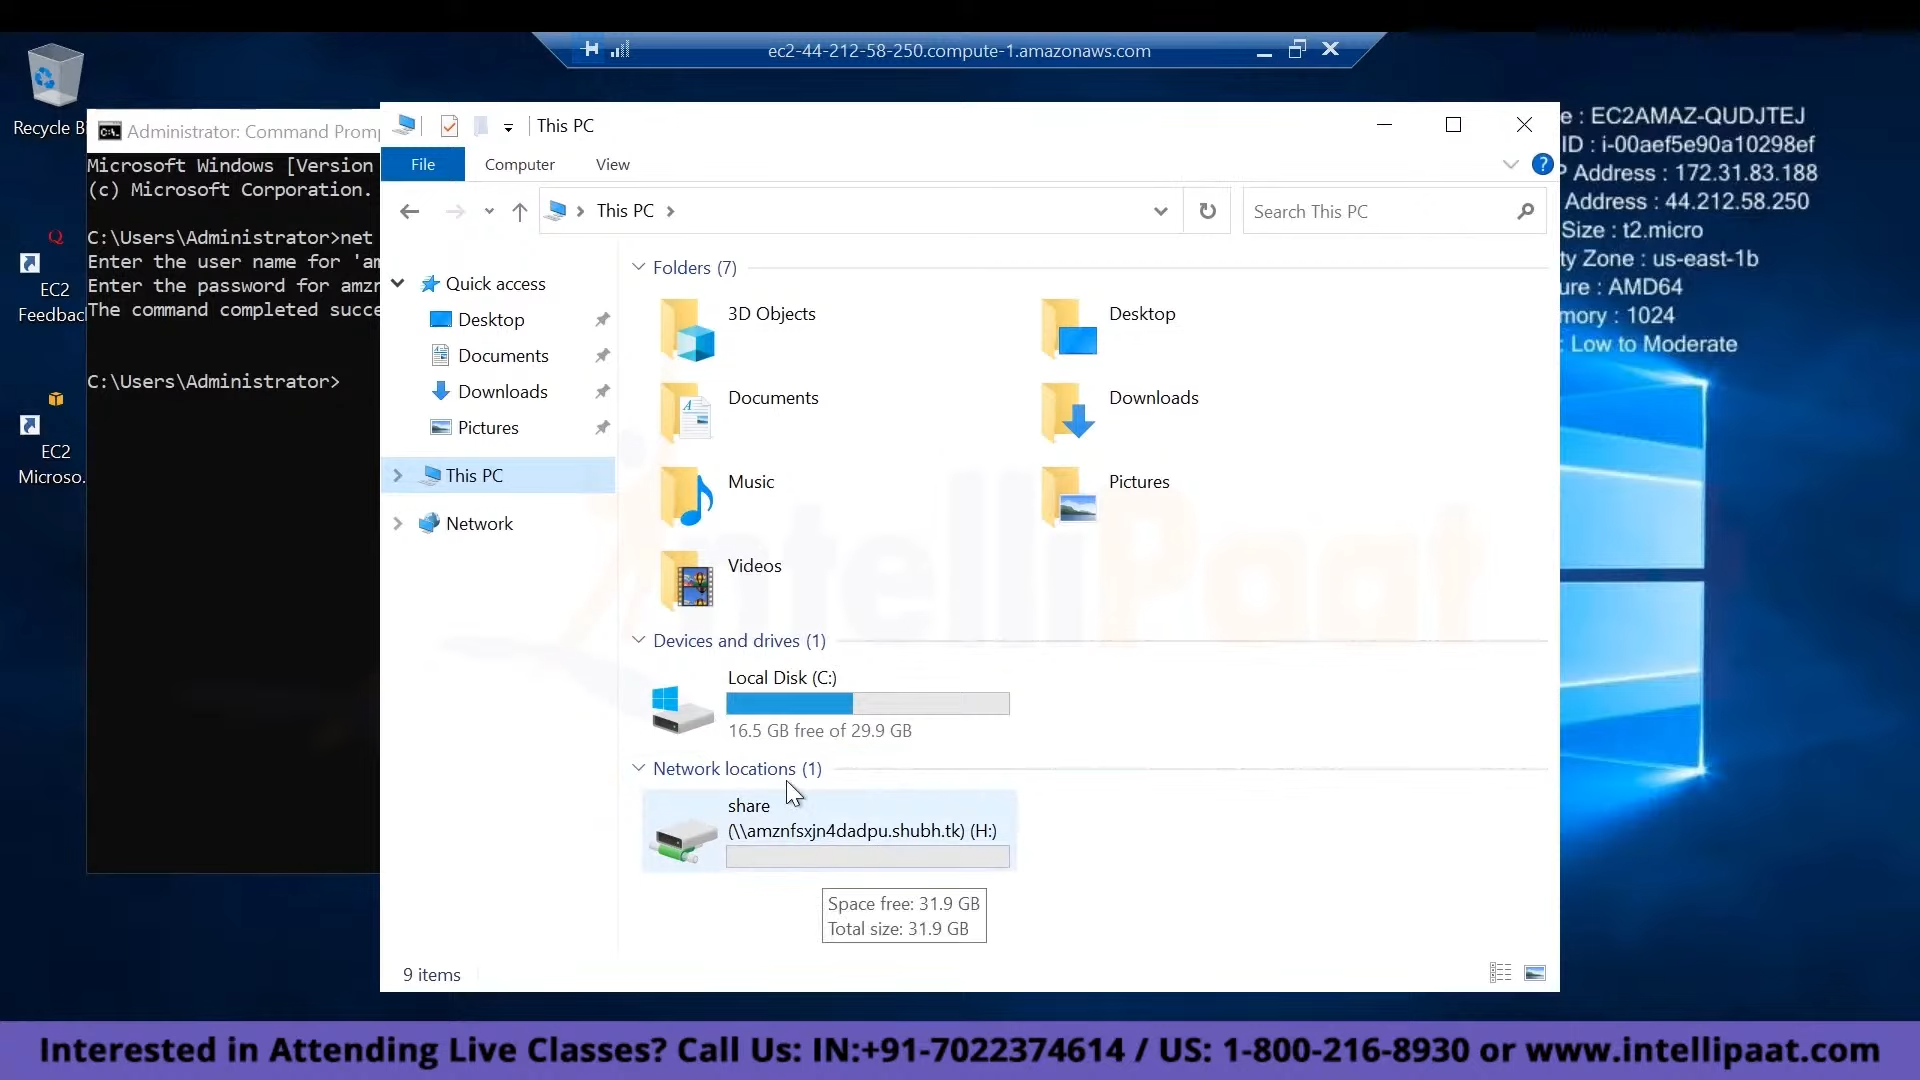 ec2-44-212-58-250.compute-1.amazonaws.com
Recycle Bi
EC2
Feedbac
EC2
Microso.
Administrator: Command Promp
Microsoft Windows [Version
(c) Microsoft Corporation.
C:\Users\Administrator>net
Enter the user name for 'am
Enter the password for amzn
The command completed succe
C:\Users\Administrator>
This PC
File
Computer
View
This PC
Search This PC
Quick access
Desktop
Documents
Downloads
Pictures
This PC
Network
Folders (7)
3D Objects
Desktop
Documents
Downloads
Music
Pictures
Videos
Devices and drives (1)
Local Disk (C:)
16.5 GB free of 29.9 GB
Network locations (1)
share
(\\amznfsxjn4dadpu.shubh.tk) (H:)
Space free: 31.9 GB
Total size: 31.9 GB
9 items
e : EC2AMAZ-QUDJTEJ
ID : i-00aef5e90a10298ef
P Address : 172.31.83.188
Address : 44.212.58.250
Size : t2.micro
ty Zone : us-east-1b
ure : AMD64
mory : 1024
: Low to Moderate
intelliPaat
Interested in Attending Live Classes? Call Us: IN:+91-7022374614 / US: 1-800-216-8930 or www.intellipaat.com